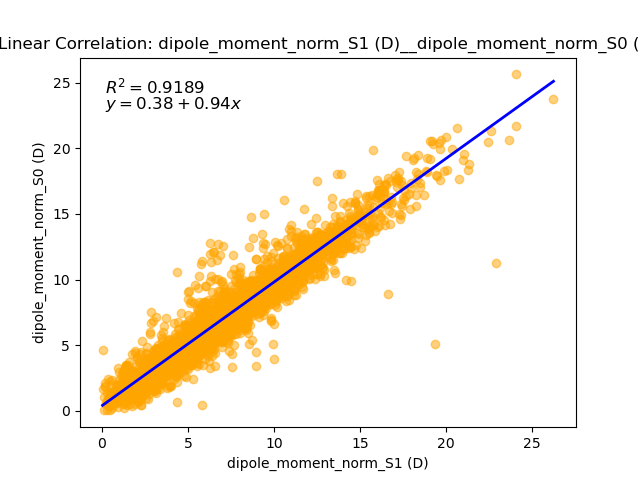 Linear Correlation: dipole_moment_norm_S1 (D)__dipole_moment_norm_S0 (
R² = 0.9189
y = 0.38 + 0.94x
25
20
15
10
5
0
dipole_moment_norm_S0 (D)
0 5 10 15 20 25
dipole_moment_norm_S1 (D)